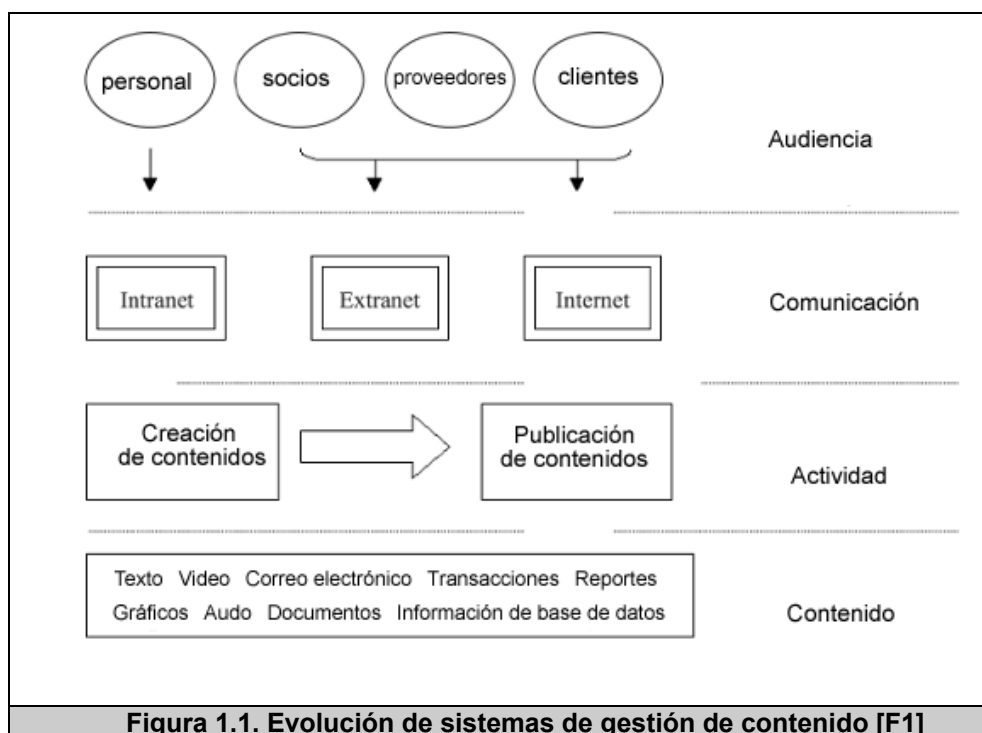 personal socios proveedores clientes
Audiencia
Intranet Extranet Internet
Comunicación
Creación
de contenidos
Publicación
de contenidos
Actividad
Texto Video Correo electrónico Transacciones Reportes
Gráficos Audo Documentos Información de base de datos
Contenido
Figura 1.1. Evolución de sistemas de gestión de contenido [F1]